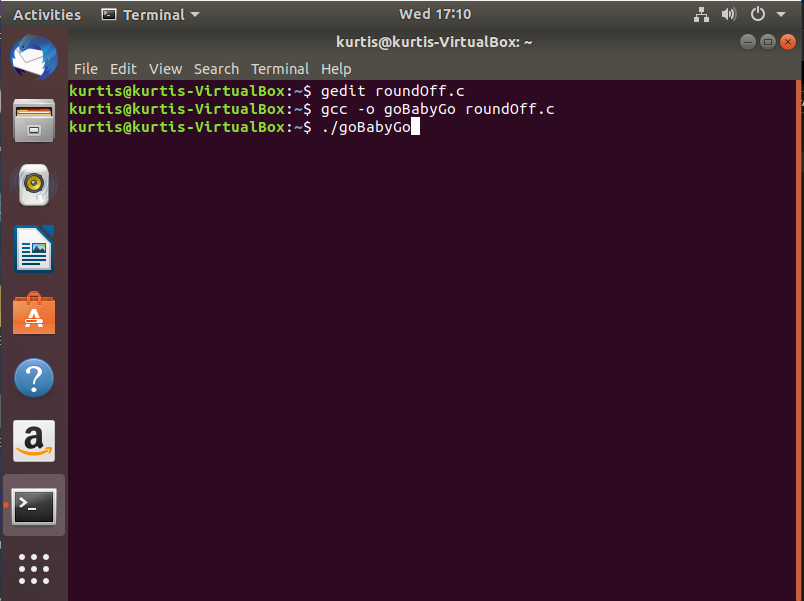 Activities Terminal Wed 17:10
kurtis@kurtis-VirtualBox: ~
File Edit View Search Terminal Help
kurtis@kurtis-VirtualBox:~$ gedit roundOff.c
kurtis@kurtis-VirtualBox:~$ gcc -o goBabyGo roundOff.c
kurtis@kurtis-VirtualBox:~$ ./goBabyGo